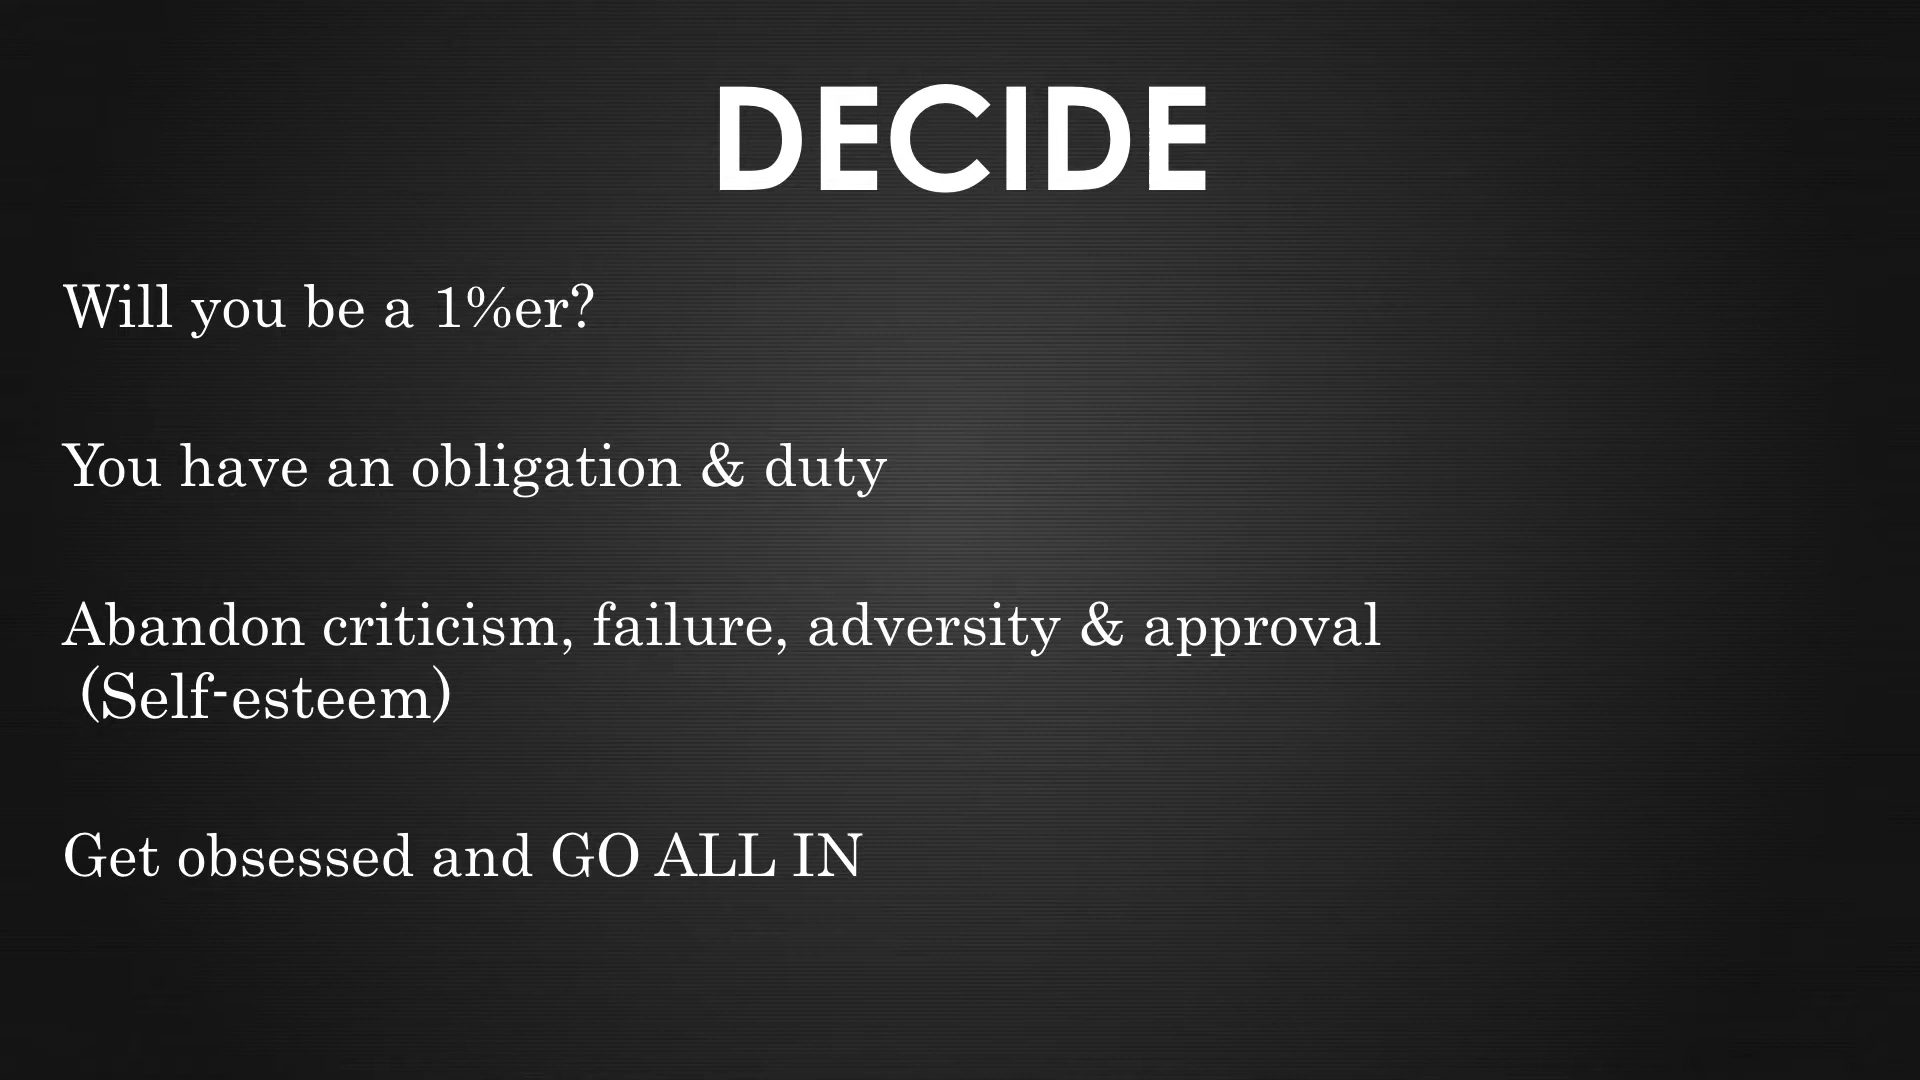 DECIDE
Will you be a 1%er?
You have an obligation & duty
Abandon criticism, failure, adversity & approval
(Self-esteem)
Get obsessed and GO ALL IN